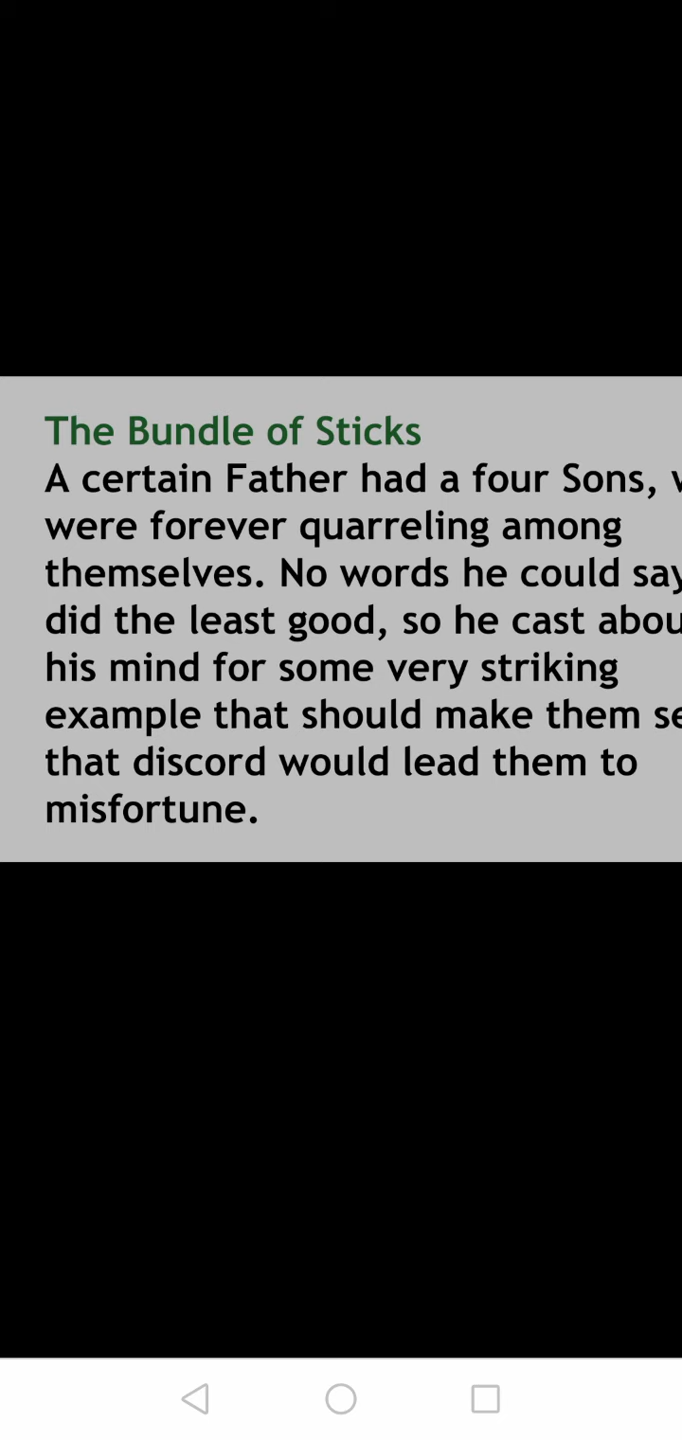 The Bundle of Sticks
A certain Father had a four Sons,
were forever quarreling among
themselves. No words he could say
did the least good, so he cast
his mind for some very striking
example that should make them
that discord would lead them to
misfortune.